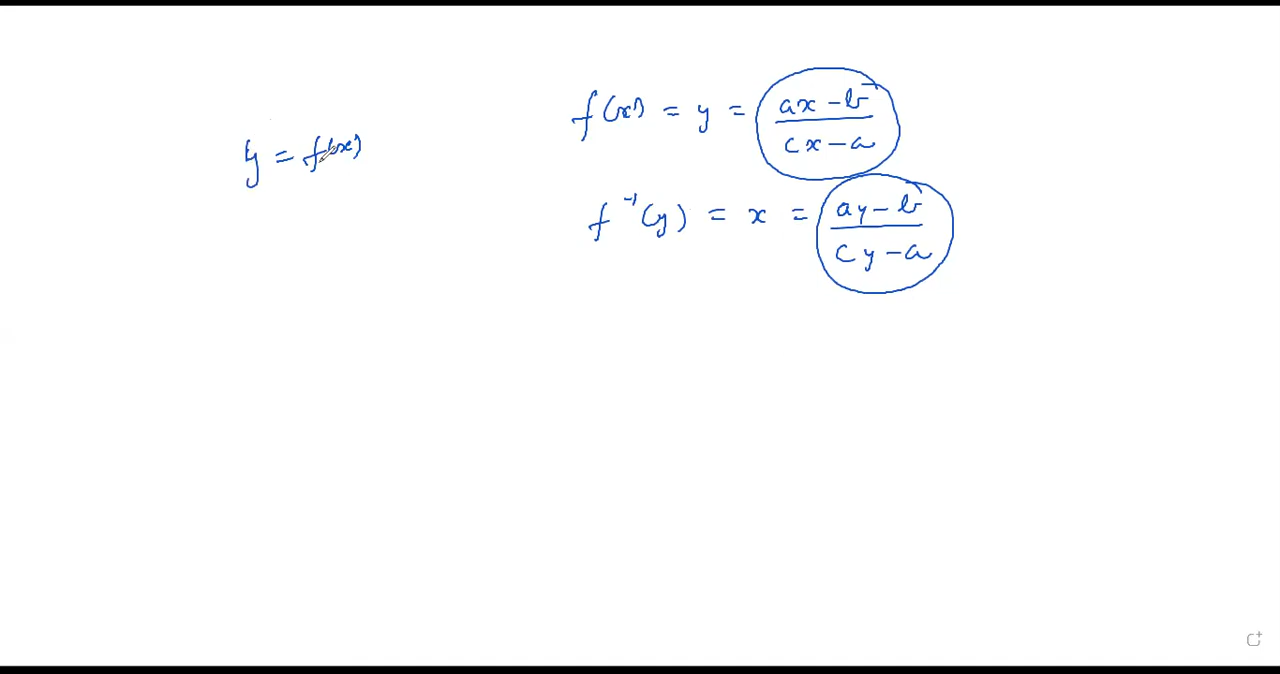 y = f(x)
f(x) = y = (ax - b)/(cx - a)
f⁻¹(y) = x = (ay - b)/(cy - a)